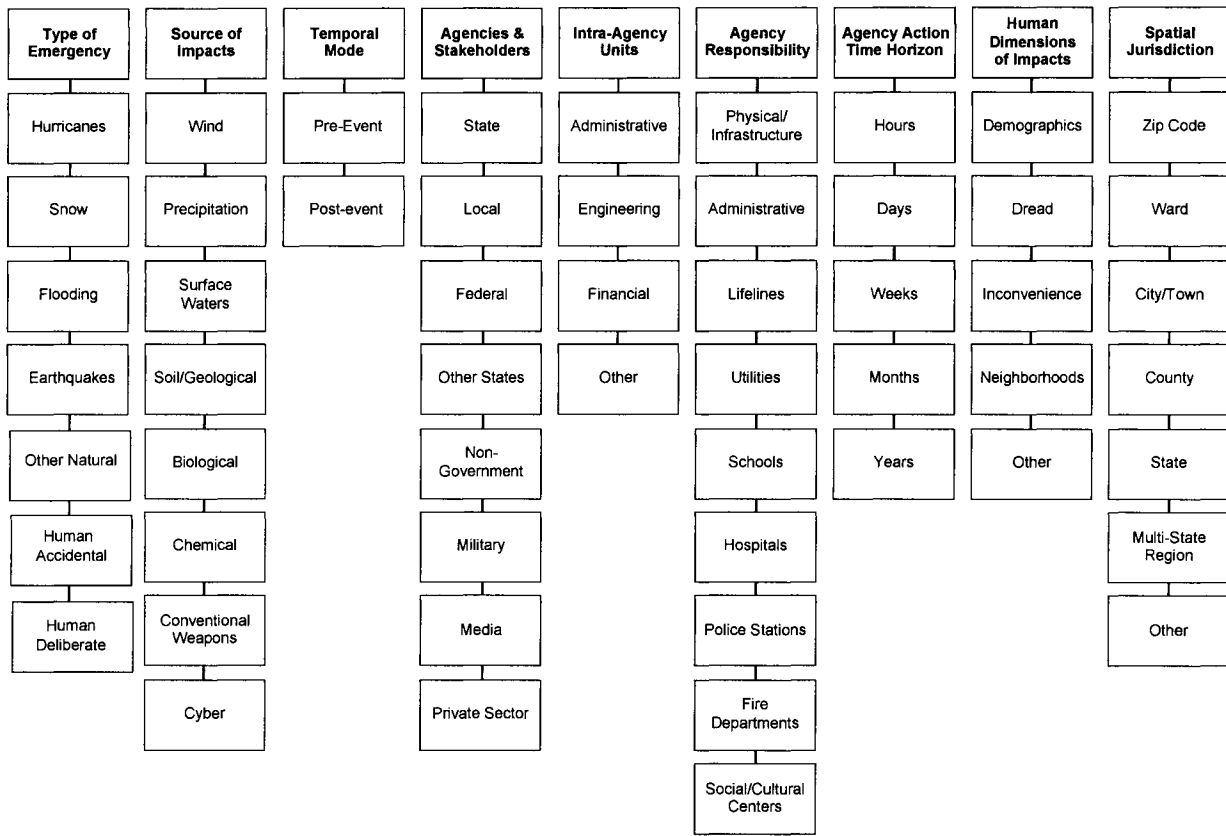 Type of
Emergency
Hurricanes
Snow
Flooding
Earthquakes
Other Natural
Human
Accidental
Human
Deliberate
Source of
Impacts
Wind
Precipitation
Surface
Waters
Soil/Geological
Biological
Chemical
Conventional
Weapons
Cyber
Temporal
Mode
Pre-Event
Post-event
Agencies &
Stakeholders
State
Local
Federal
Other States
Non-
Government
Military
Media
Private Sector
Intra-Agency
Units
Administrative
Engineering
Financial
Other
Agency
Responsibility
Physical/
Infrastructure
Administrative
Lifelines
Utilities
Schools
Hospitals
Police Stations
Fire
Departments
Social/Cultural
Centers
Agency Action
Time Horizon
Hours
Days
Weeks
Months
Years
Human
Dimensions
of Impacts
Demographics
Dread
Inconvenience
Neighborhoods
Other
Spatial
Jurisdiction
Zip Code
Ward
City/Town
County
State
Multi-State
Region
Other